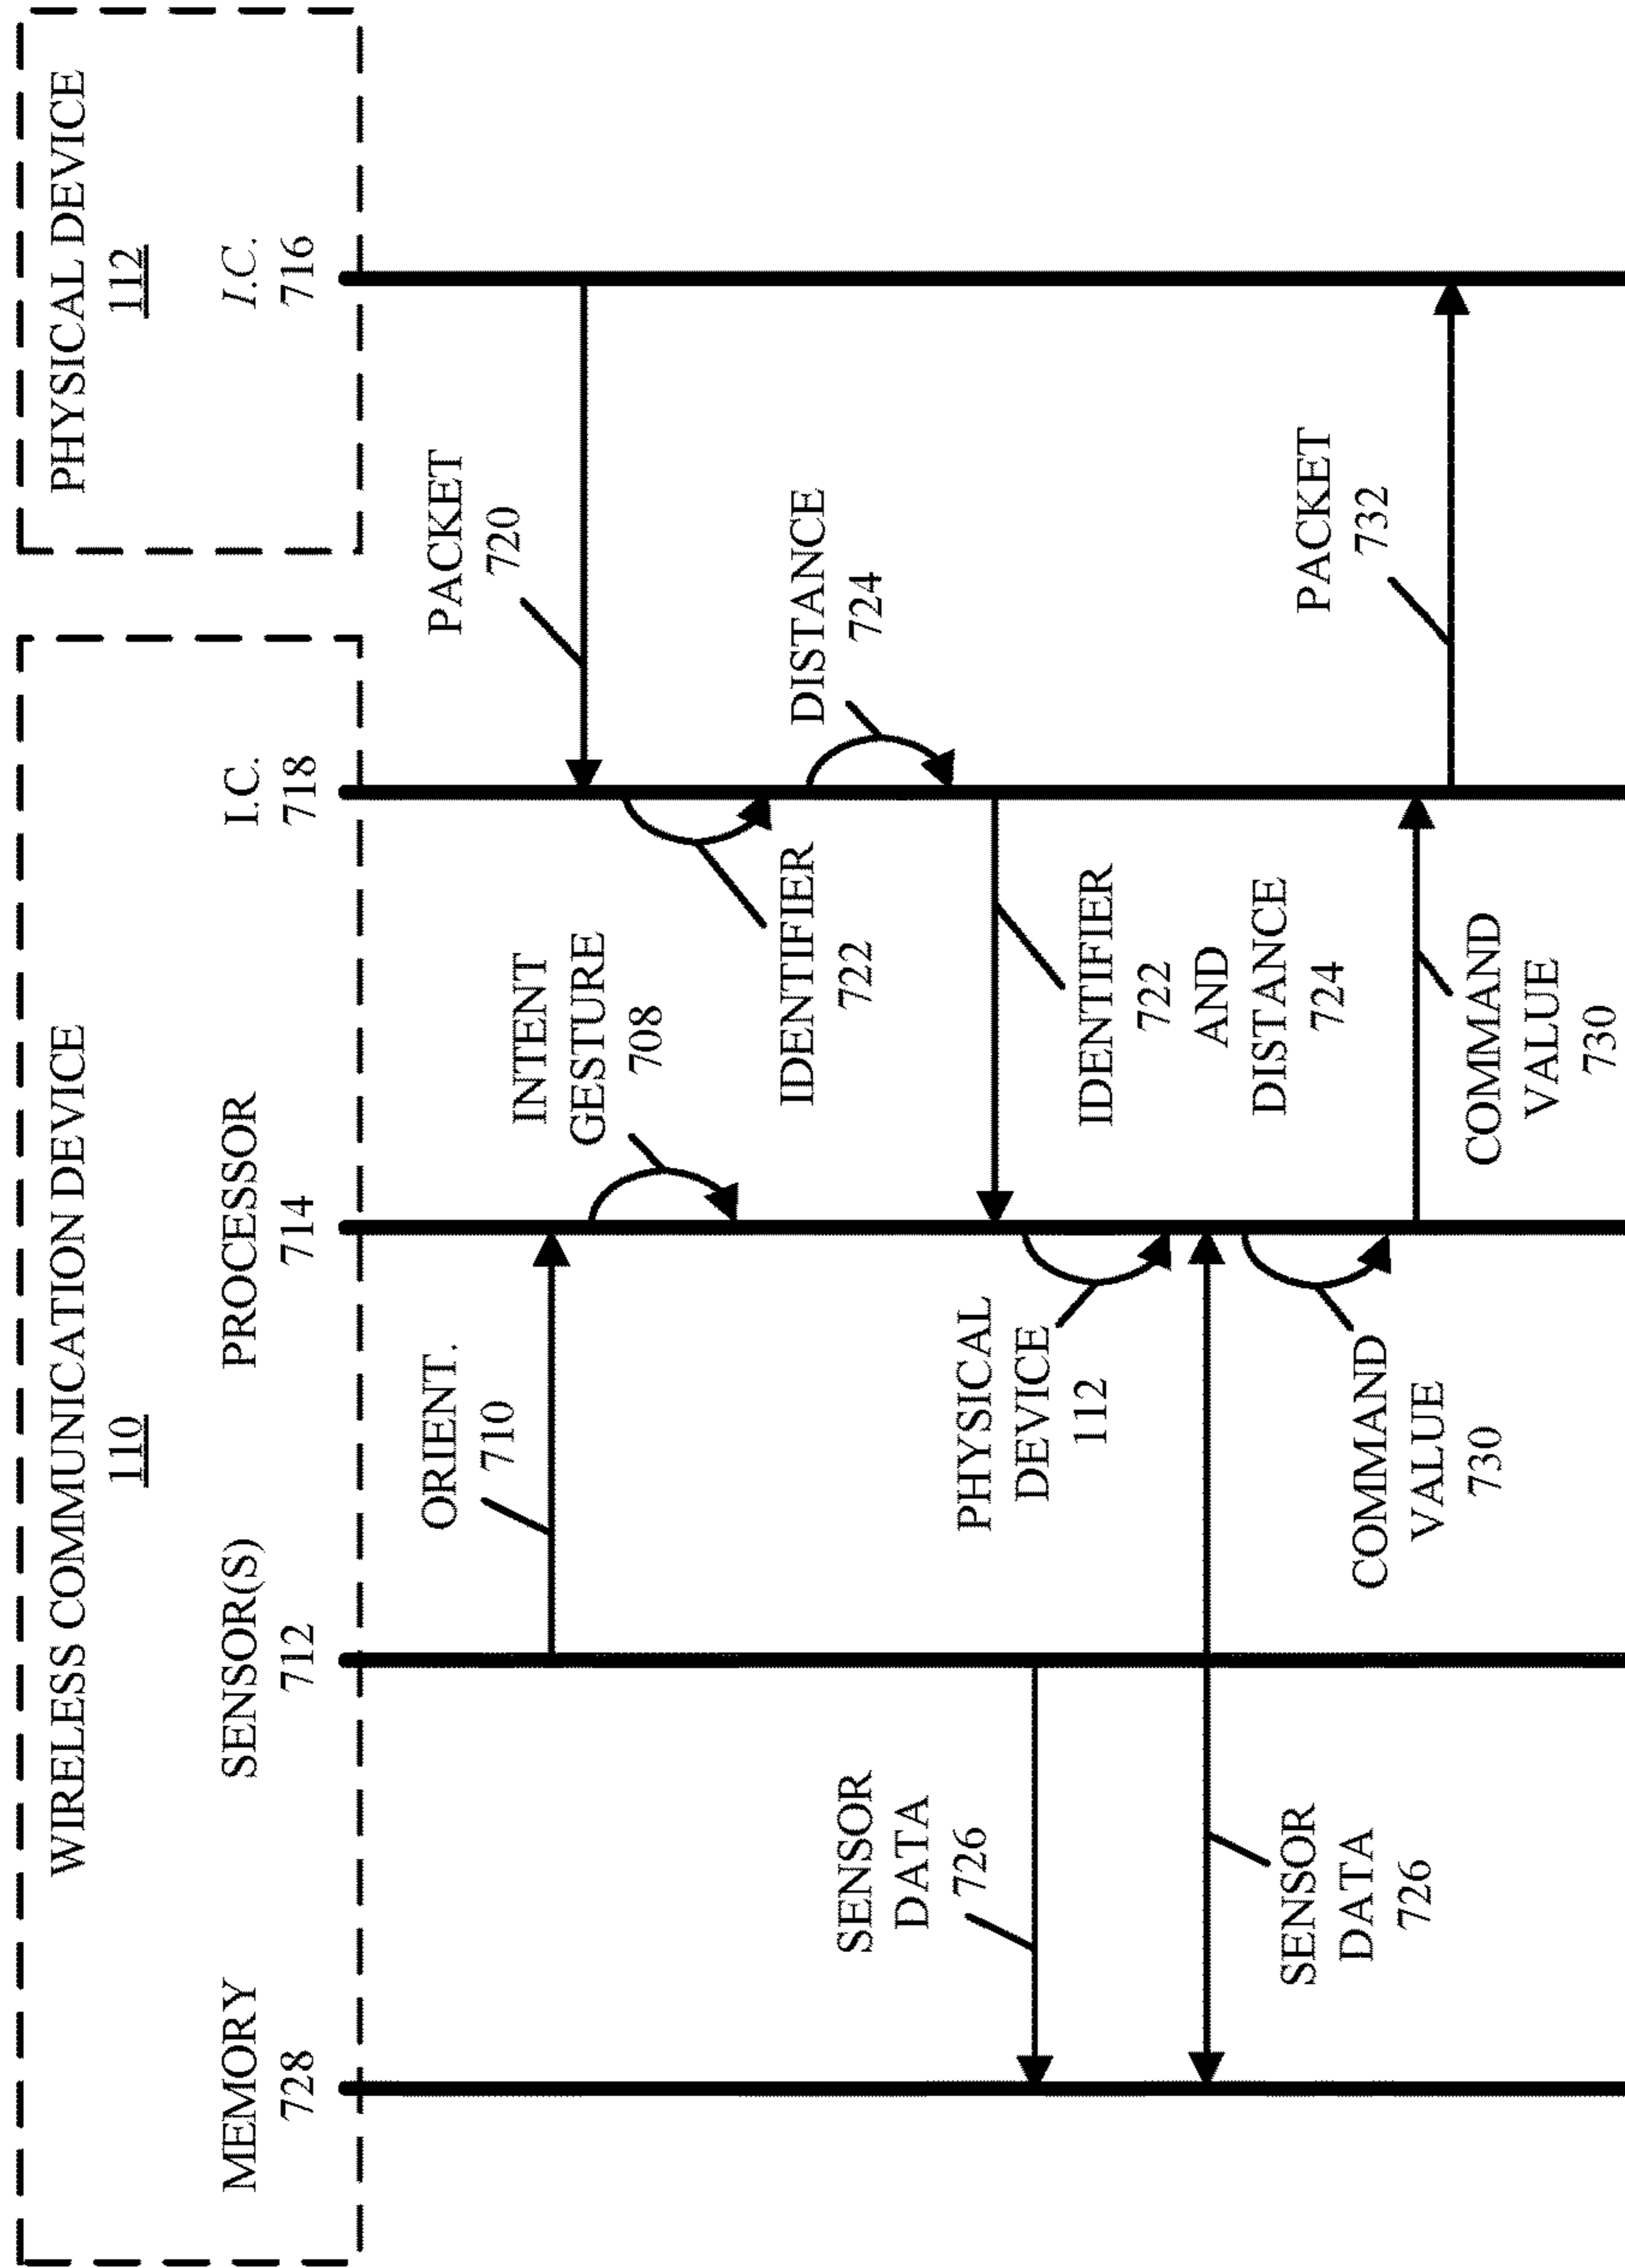 WIRELESS COMMUNICATION DEVICE
110
PHYSICAL DEVICE
112
MEMORY
728
SENSOR(S)
712
PROCESSOR
714
I.C.
718
I.C.
716
ORIENT.
710
PACKET
720
INTENT
GESTURE
708
IDENTIFIER
722
DISTANCE
724
SENSOR
DATA
726
PHYSICAL
DEVICE
112
IDENTIFIER
722
AND
DISTANCE
724
SENSOR
DATA
726
COMMAND
VALUE
730
COMMAND
VALUE
730
PACKET
732